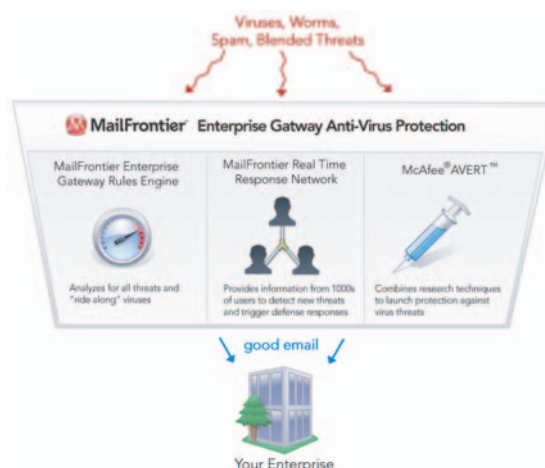 Viruses, Worms,
Spam, Blended Threats
MailFrontier Enterprise Gatway Anti-Virus Protection
MailFrontier Enterprise
Gateway Rules Engine
Analyzes for all threats and
"ride along" viruses
MailFrontier Real Time
Response Network
Provides information from 1000s
of users to detect new threats
and trigger defense responses
McAfee® AVERT™
Combines research techniques
to launch protection against
virus threats
good email
Your Enterprise